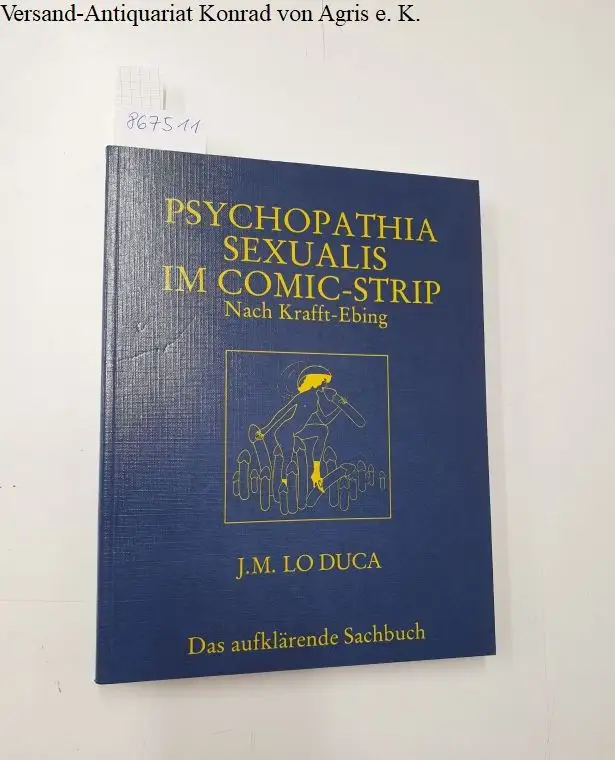 Versand-Antiquariat Konrad von Agris e. K.
867511
PSYCHOPATHIA
SEXUALIS
IM COMIC-STRIP
Nach Krafft-Ebing
J.M. LO DUCA
Das aufklärende Sachbuch